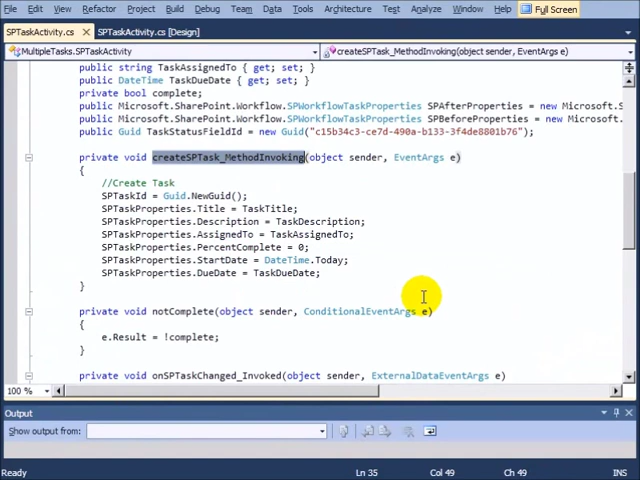 File Edit View Refactor Project Build Debug Team Data Tools Architecture Test Analyze Window Help Full Screen
SPTaskActivity.cs × SPTaskActivity.cs [Design]
MultipleTasks.SPTaskActivity createSPTask_MethodInvoking(object sender, EventArgs e)
public string TaskAssignedTo { get; set; }
public DateTime TaskDueDate { get; set; }
private bool complete;
public Microsoft.SharePoint.Workflow.SPWorkflowTaskProperties SPAfterProperties = new Micros
public Microsoft.SharePoint.Workflow.SPWorkflowTaskProperties SPBeforeProperties = new Micro
public Guid TaskStatusFieldId = new Guid("c15b34c3-ce7d-490a-b133-3f4de8801b76");
private void createSPTask_MethodInvoking(object sender, EventArgs e)
{
//Create Task
SPTaskId = Guid.NewGuid();
SPTaskProperties.Title = TaskTitle;
SPTaskProperties.Description = TaskDescription;
SPTaskProperties.AssignedTo = TaskAssignedTo;
SPTaskProperties.PercentComplete = 0;
SPTaskProperties.StartDate = DateTime.Today;
SPTaskProperties.DueDate = TaskDueDate;
}
private void notComplete(object sender, ConditionalEventArgs e)
{
e.Result = !complete;
}
private void onSPTaskChanged_Invoked(object sender, ExternalDataEventArgs e)
100 %
Output
Show output from:
Ready Ln 35 Col 49 Ch 49 INS